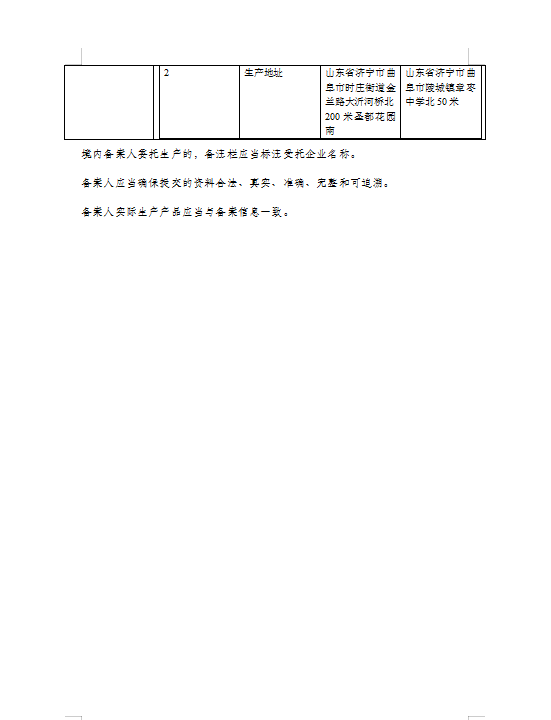 2 生产地址 山东省济宁市曲 山东省济宁市曲
阜市时庄街道金 阜市陵城镇章枣
丝路大沂河桥北 中学北 50 米
200 米圣都花园
南
境内备案人委托生产的，备注栏应当标注受托企业名称。
备案人应当确保提交的资料合法、真实、准确、完整和可追溯。
备案人实际生产产品应当与备案信息一致。